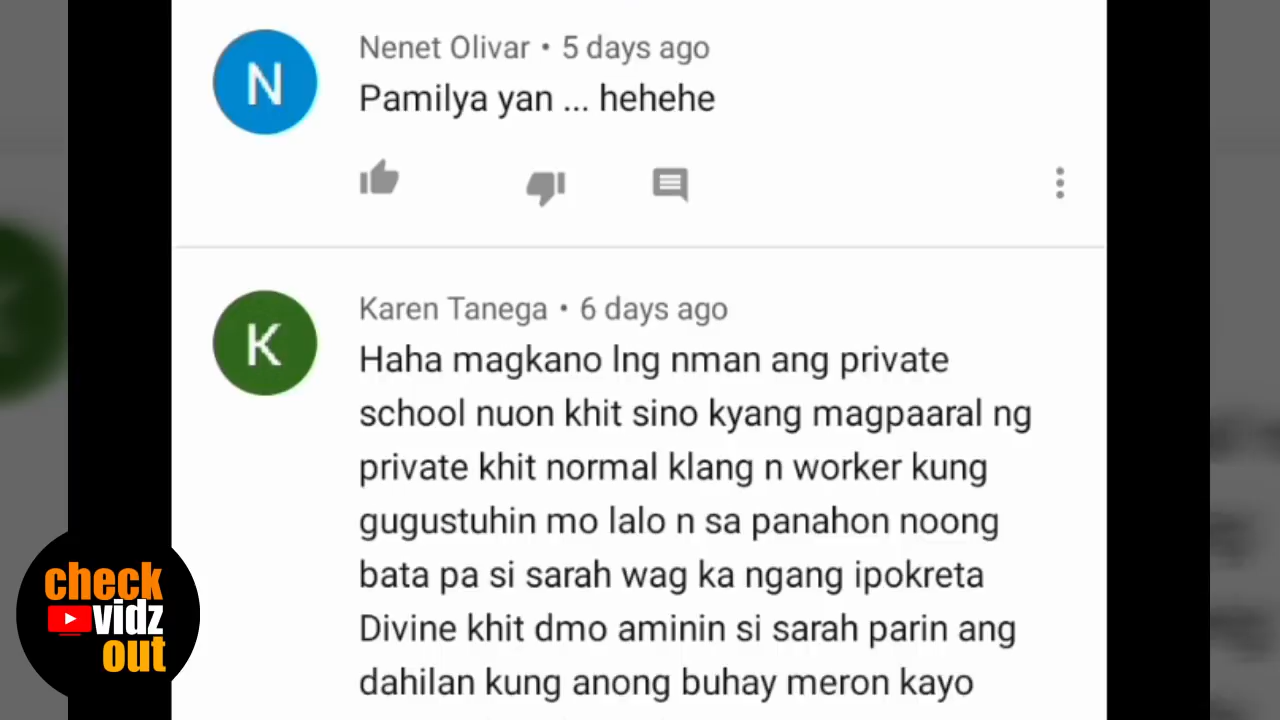 Nenet Olivar • 5 days ago
N
Pamilya yan ... hehehe
Karen Tanega • 6 days ago
K
Haha magkano lng nman ang private
school nuon khit sino kyang magpaaral ng
private khit normal klang n worker kung
gugustuhin mo lalo n sa panahon noong
bata pa si sarah wag ka ngang ipokreta
Divine khit dmo aminin si sarah parin ang
dahilan kung anong buhay meron kayo
check
vidz
out